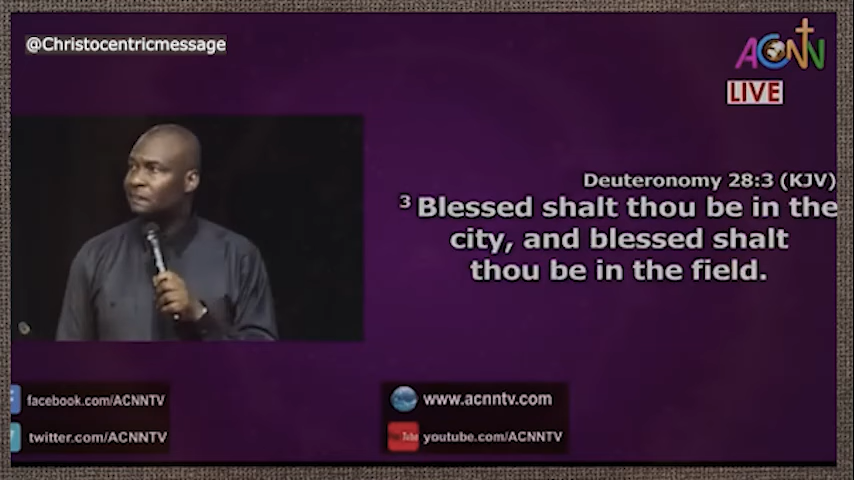 @Christocentricmessage
ACNN
LIVE
Deuteronomy 28:3 (KJV)
3 Blessed shalt thou be in the
city, and blessed shalt
thou be in the field.
facebook.com/ACNNTV
twitter.com/ACNNTV
www.acnntv.com
YouTube
youtube.com/ACNNTV